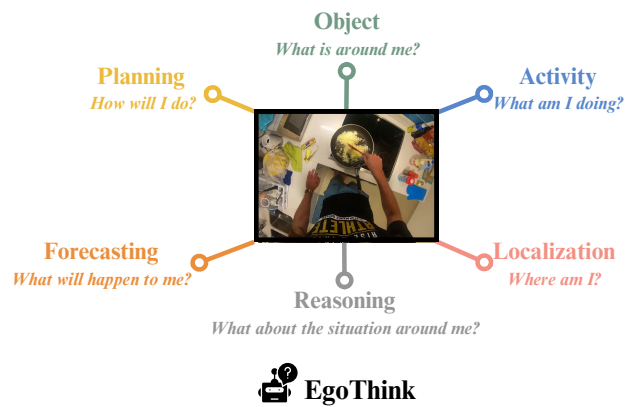 Object
What is around me?
Planning
How will I do?
Activity
What am I doing?
ATHLETE
Forecasting
What will happen to me?
Localization
Where am I?
Reasoning
What about the situation around me?
EgoThink